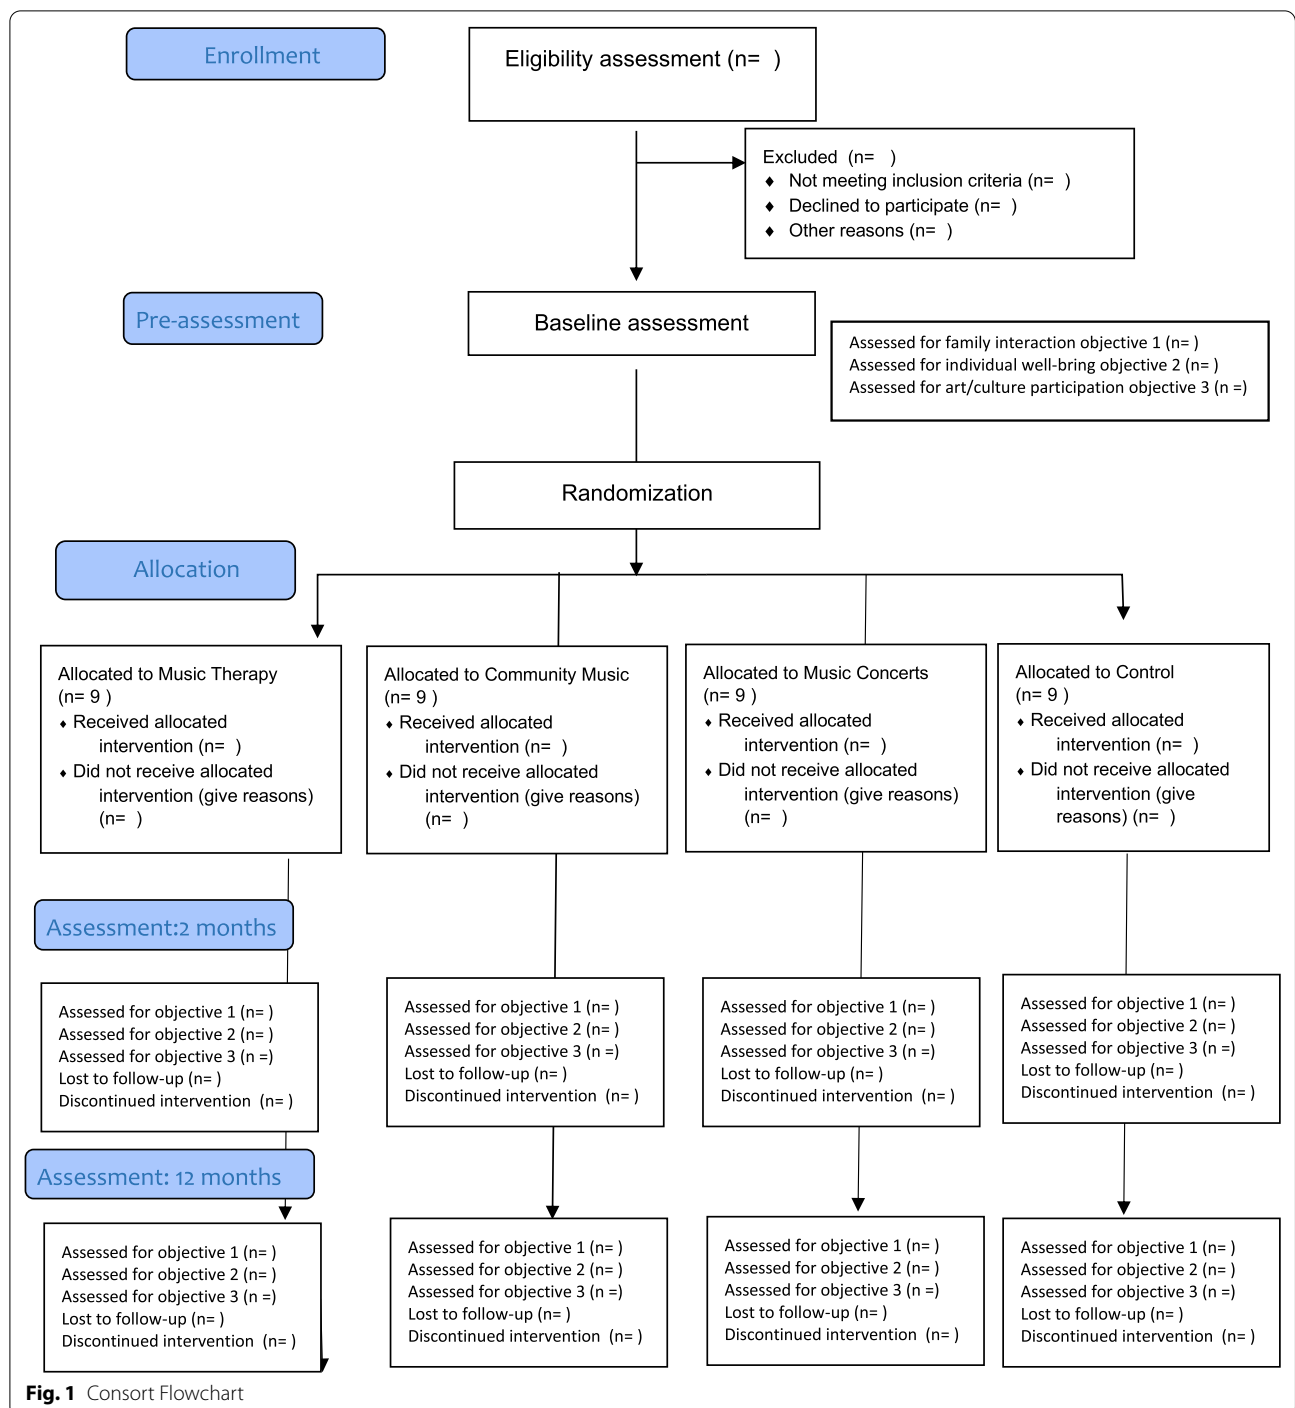 Enrollment
Eligibility assessment (n=  )
Excluded  (n=   )
♦ Not meeting inclusion criteria (n=  )
♦ Declined to participate (n=  )
♦ Other reasons (n=  )
Pre-assessment
Baseline assessment
Assessed for family interaction objective 1 (n= )
Assessed for individual well-bring objective 2 (n= )
Assessed for art/culture participation objective 3 (n =)
Randomization
Allocation
Allocated to Music Therapy
(n= 9 )
♦ Received allocated
intervention (n=  )
♦ Did not receive allocated
intervention (give reasons)
(n=  )
Allocated to Community Music
(n= 9 )
♦ Received allocated
intervention (n=  )
♦ Did not receive allocated
intervention (give reasons)
(n=  )
Allocated to Music Concerts
(n= 9 )
♦ Received allocated
intervention (n=  )
♦ Did not receive allocated
intervention (give reasons)
(n=  )
Allocated to Control
(n= 9 )
♦ Received allocated
intervention (n=  )
♦ Did not receive allocated
intervention (give
reasons) (n=  )
Assessment:2 months
Assessed for objective 1 (n= )
Assessed for objective 2 (n= )
Assessed for objective 3 (n =)
Lost to follow-up (n= )
Discontinued intervention  (n= )
Assessed for objective 1 (n= )
Assessed for objective 2 (n= )
Assessed for objective 3 (n =)
Lost to follow-up (n= )
Discontinued intervention  (n= )
Assessed for objective 1 (n= )
Assessed for objective 2 (n= )
Assessed for objective 3 (n =)
Lost to follow-up (n= )
Discontinued intervention  (n= )
Assessed for objective 1 (n= )
Assessed for objective 2 (n= )
Assessed for objective 3 (n =)
Lost to follow-up (n= )
Discontinued intervention  (n= )
Assessment: 12 months
Assessed for objective 1 (n= )
Assessed for objective 2 (n= )
Assessed for objective 3 (n =)
Lost to follow-up (n= )
Discontinued intervention  (n= )
Assessed for objective 1 (n= )
Assessed for objective 2 (n= )
Assessed for objective 3 (n =)
Lost to follow-up (n= )
Discontinued intervention  (n= )
Assessed for objective 1 (n= )
Assessed for objective 2 (n= )
Assessed for objective 3 (n =)
Lost to follow-up (n= )
Discontinued intervention  (n= )
Assessed for objective 1 (n= )
Assessed for objective 2 (n= )
Assessed for objective 3 (n =)
Lost to follow-up (n= )
Discontinued intervention  (n= )
Fig. 1 Consort Flowchart